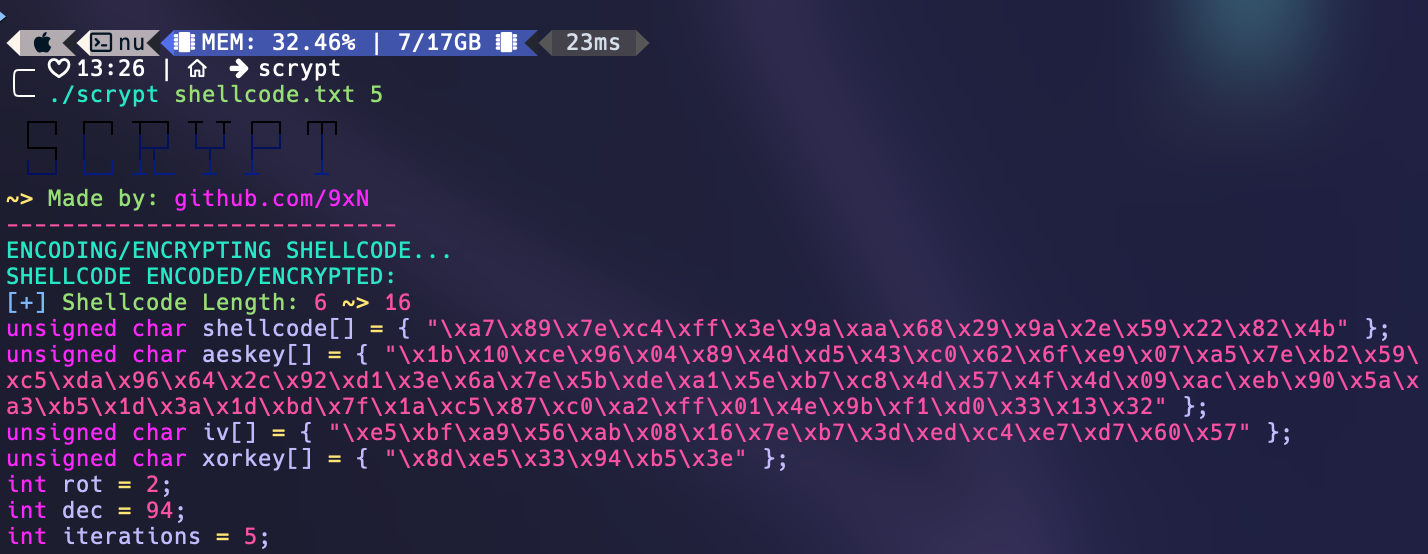 nu MEM: 32.46% | 7/17GB 23ms
13:26 | scrypt
./scrypt shellcode.txt 5
SCRYPT
~> Made by: github.com/9xN
----------------------------
ENCODING/ENCRYPTING SHELLCODE...
SHELLCODE ENCODED/ENCRYPTED:
[+] Shellcode Length: 6 ~> 16
unsigned char shellcode[] = { "\xa7\x89\x7e\xc4\xff\x3e\x9a\xaa\x68\x29\x9a\x2e\x59\x22\x82\x4b" };
unsigned char aeskey[] = { "\x1b\x10\xce\x96\x04\x89\x4d\xd5\x43\xc0\x62\x6f\xe9\x07\xa5\x7e\xb2\x59\
xc5\xda\x96\x64\x2c\x92\xd1\x3e\x6a\x7e\x5b\xde\xa1\x5e\xb7\xc8\x4d\x57\x4f\x4d\x09\xac\xeb\x90\x5a\x
a3\xb5\x1d\x3a\x1d\xbd\x7f\x1a\xc5\x87\xc0\xa2\xff\x01\x4e\x9b\xf1\xd0\x33\x13\x32" };
unsigned char iv[] = { "\xe5\xbf\xa9\x56\xab\x08\x16\x7e\xb7\x3d\xed\xc4\xe7\xd7\x60\x57" };
unsigned char xorkey[] = { "\x8d\xe5\x33\x94\xb5\x3e" };
int rot = 2;
int dec = 94;
int iterations = 5;